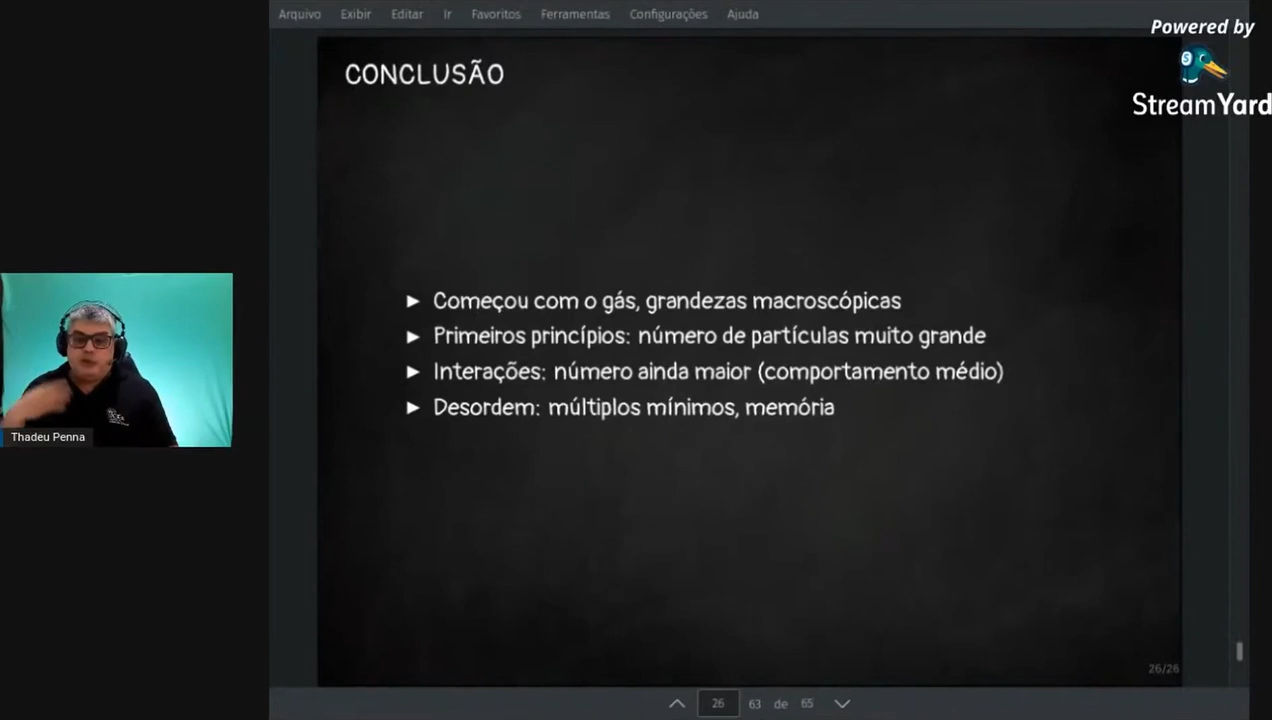 Arquivo Exibir Editar Ir Favoritos Ferramentas Configurações Ajuda
Powered by
StreamYard
CONCLUSÃO
► Começou com o gás, grandezas macroscópicas
► Primeiros princípios: número de partículas muito grande
► Interações: número ainda maior (comportamento médio)
► Desordem: múltiplos mínimos, memória
Thadeu Penna
26/26
26 63 de 65